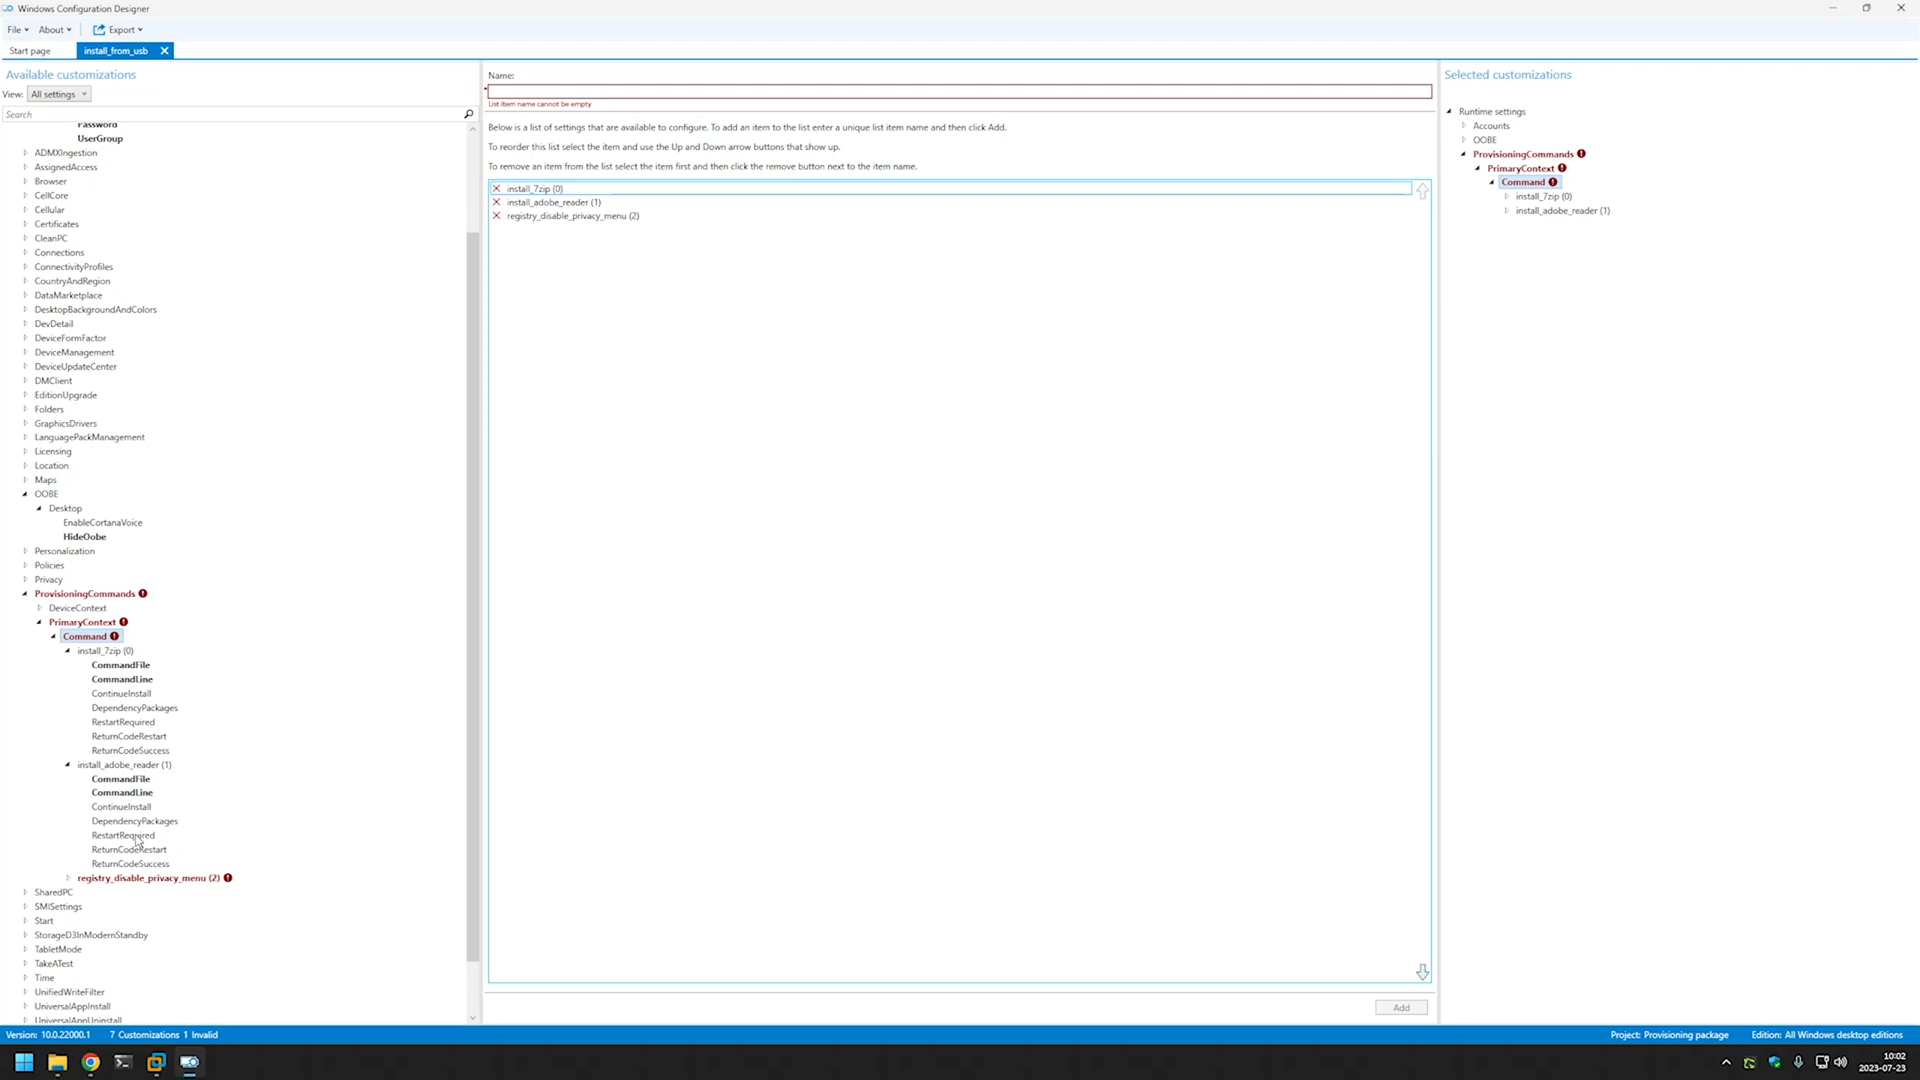 Windows Configuration Designer
File
About
Export
Start page
install_from_usb
Available customizations
View:
All settings
Search
Password
UserGroup
ADMXIngestion
AssignedAccess
Browser
CellCore
Cellular
Certificates
CleanPC
Connections
ConnectivityProfiles
CountryAndRegion
DataMarketplace
DesktopBackgroundAndColors
DevDetail
DeviceFormFactor
DeviceManagement
DeviceUpdateCenter
DMClient
EditionUpgrade
Folders
GraphicsDrivers
LanguagePackManagement
Licensing
Location
Maps
OOBE
Desktop
EnableCortanaVoice
HideOobe
Personalization
Policies
Privacy
ProvisioningCommands
DeviceContext
PrimaryContext
Command
install_7zip (0)
CommandFile
CommandLine
ContinueInstall
DependencyPackages
RestartRequired
ReturnCodeRestart
ReturnCodeSuccess
install_adobe_reader (1)
CommandFile
CommandLine
ContinueInstall
DependencyPackages
RestartRequired
ReturnCodeRestart
ReturnCodeSuccess
registry_disable_privacy_menu (2)
SharedPC
SMISettings
Start
StorageD3InModernStandby
TabletMode
TakeATest
Time
UnifiedWriteFilter
UniversalAppInstall
UniversalAppUninstall
Name:
*
List item name cannot be empty
Below is a list of settings that are available to configure. To add an item to the list enter a unique list item name and then click Add.
To reorder this list select the item and use the Up and Down arrow buttons that show up.
To remove an item from the list select the item first and then click the remove button next to the item name.
install_7zip (0)
install_adobe_reader (1)
registry_disable_privacy_menu (2)
Add
Selected customizations
Runtime settings
Accounts
OOBE
ProvisioningCommands
PrimaryContext
Command
install_7zip (0)
install_adobe_reader (1)
Version: 10.0.22000.1
7 Customizations 1 Invalid
Project: Provisioning package
Edition: All Windows desktop editions
10:02
2023-07-23